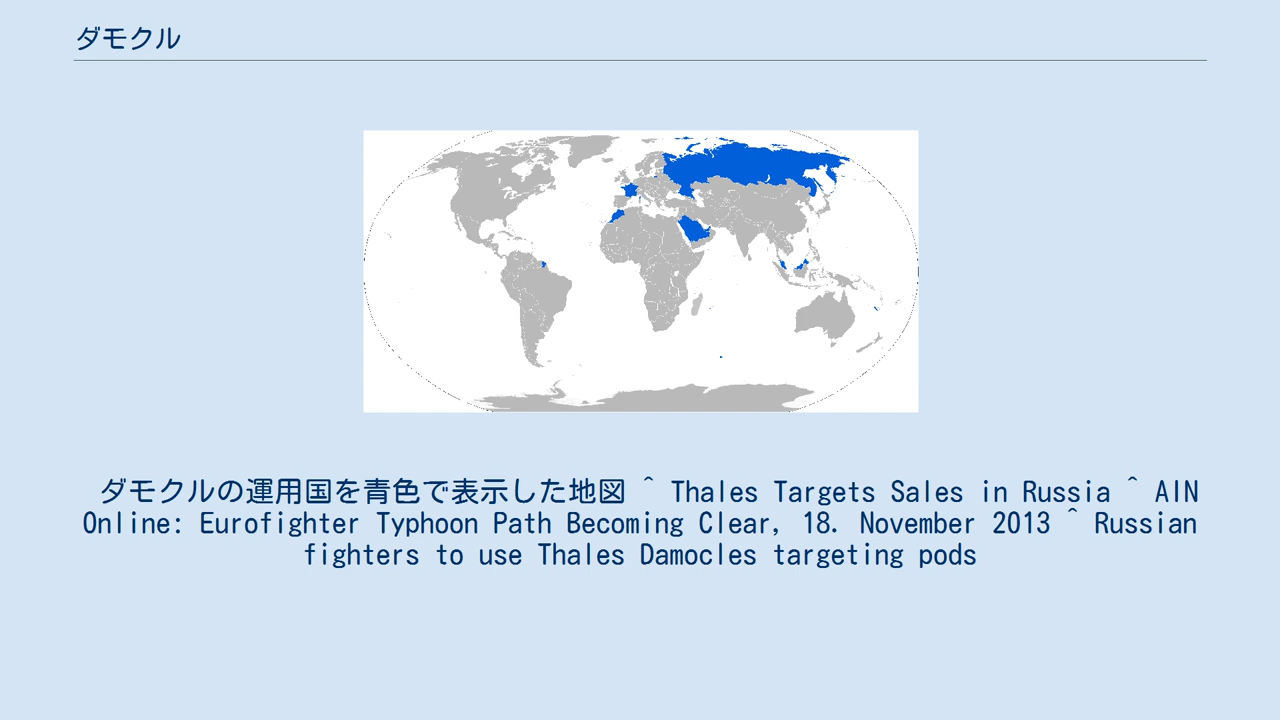 ダモクル
ダモクルの運用国を青色で表示した地図 ^ Thales Targets Sales in Russia ^ AIN
Online: Eurofighter Typhoon Path Becoming Clear, 18. November 2013 ^ Russian
fighters to use Thales Damocles targeting pods